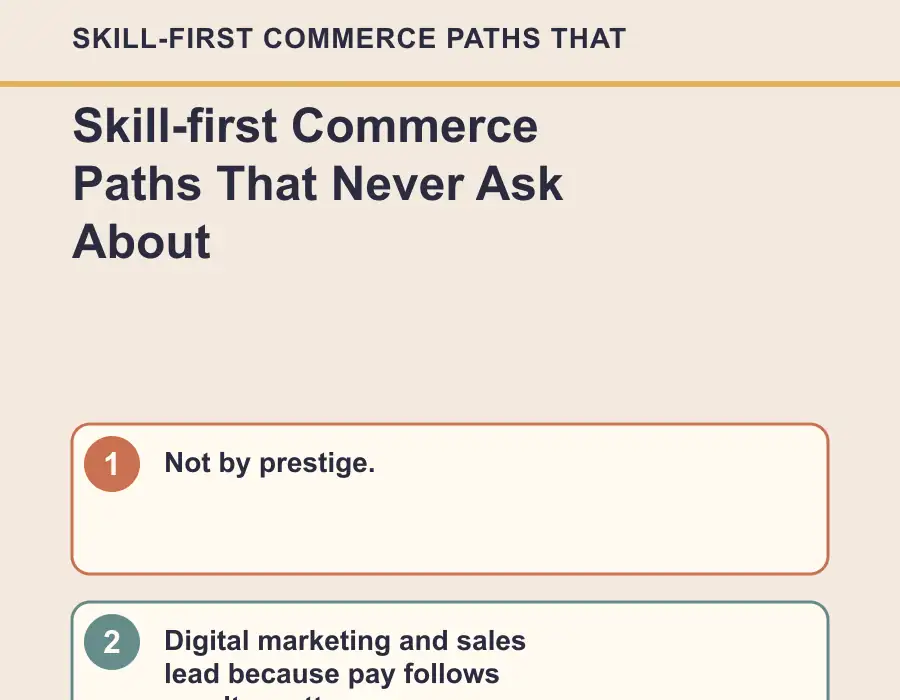 SKILL-FIRST COMMERCE PATHS THAT
Skill-first Commerce
Paths That Never Ask
About
1
Not by prestige.
2
Digital marketing and sales
lead because pay follows